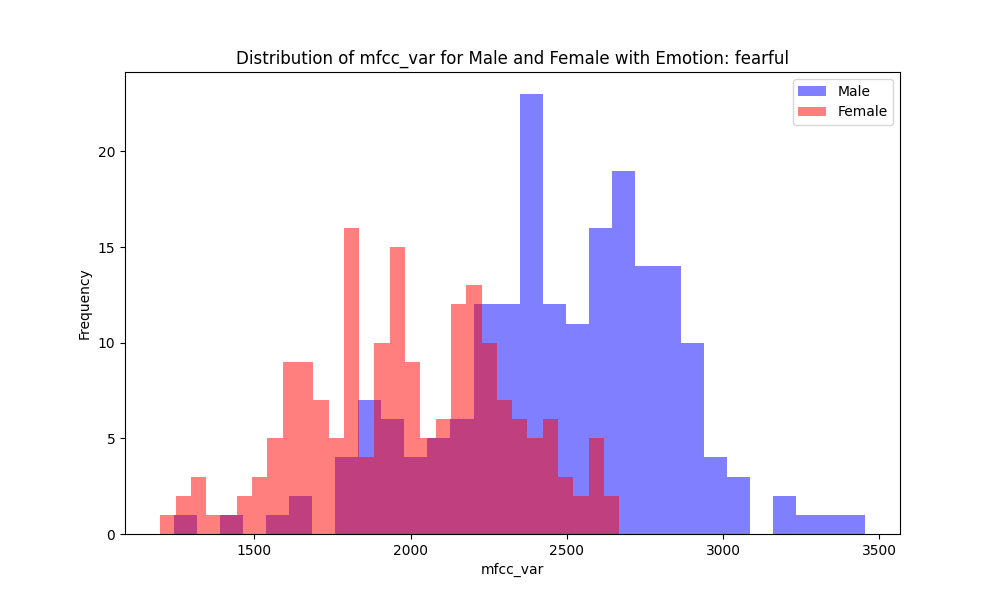 Distribution of mfcc_var for Male and Female with Emotion: fearful
Male
Female
Frequency
20
15
10
5
0
1500 2000 2500 3000 3500
mfcc_var